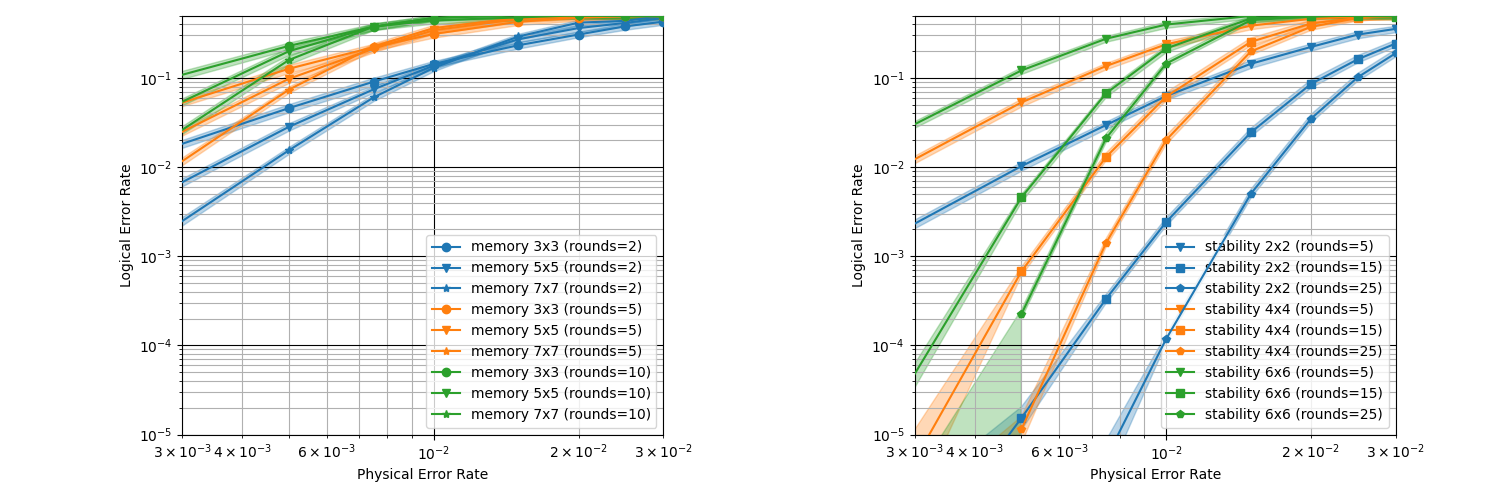 Logical Error Rate
10⁻¹
10⁻²
10⁻³
10⁻⁴
10⁻⁵
memory 3x3 (rounds=2)
memory 5x5 (rounds=2)
memory 7x7 (rounds=2)
memory 3x3 (rounds=5)
memory 5x5 (rounds=5)
memory 7x7 (rounds=5)
memory 3x3 (rounds=10)
memory 5x5 (rounds=10)
memory 7x7 (rounds=10)
3 × 10⁻³ 4 × 10⁻³ 6 × 10⁻³ 10⁻² 2 × 10⁻² 3 × 10⁻²
Physical Error Rate
Logical Error Rate
10⁻¹
10⁻²
10⁻³
10⁻⁴
10⁻⁵
stability 2x2 (rounds=5)
stability 2x2 (rounds=15)
stability 2x2 (rounds=25)
stability 4x4 (rounds=5)
stability 4x4 (rounds=15)
stability 4x4 (rounds=25)
stability 6x6 (rounds=5)
stability 6x6 (rounds=15)
stability 6x6 (rounds=25)
3 × 10⁻³ 4 × 10⁻³ 6 × 10⁻³ 10⁻² 2 × 10⁻² 3 × 10⁻²
Physical Error Rate